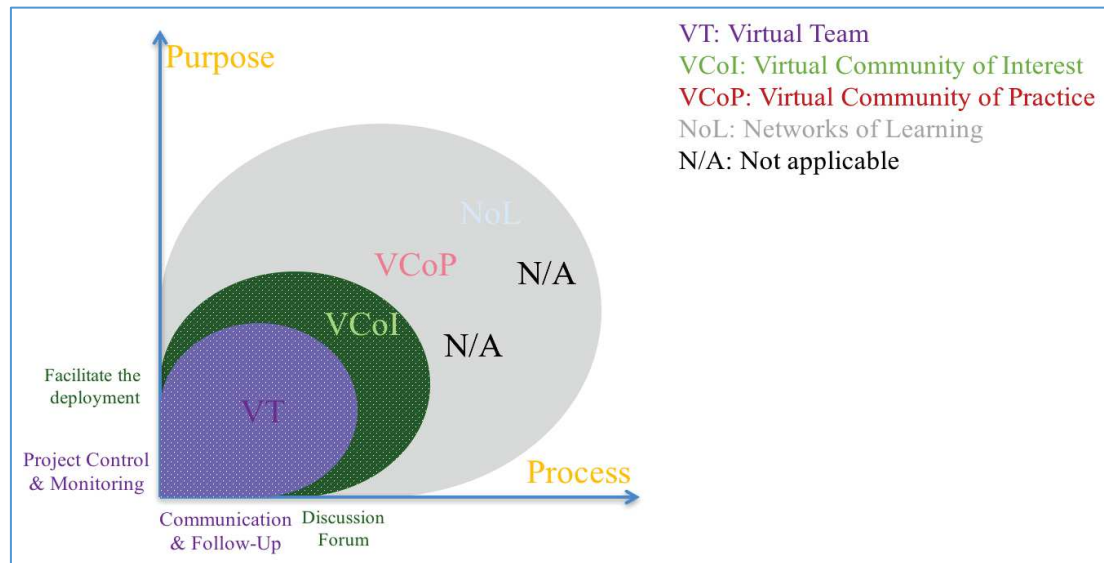 Purpose
VT: Virtual Team
VCoI: Virtual Community of Interest
VCoP: Virtual Community of Practice
NoL: Networks of Learning
N/A: Not applicable
NoL
VCoP
N/A
VCoI
N/A
Facilitate the
deployment
VT
Project Control
& Monitoring
Process
Communication
& Follow-Up
Discussion
Forum